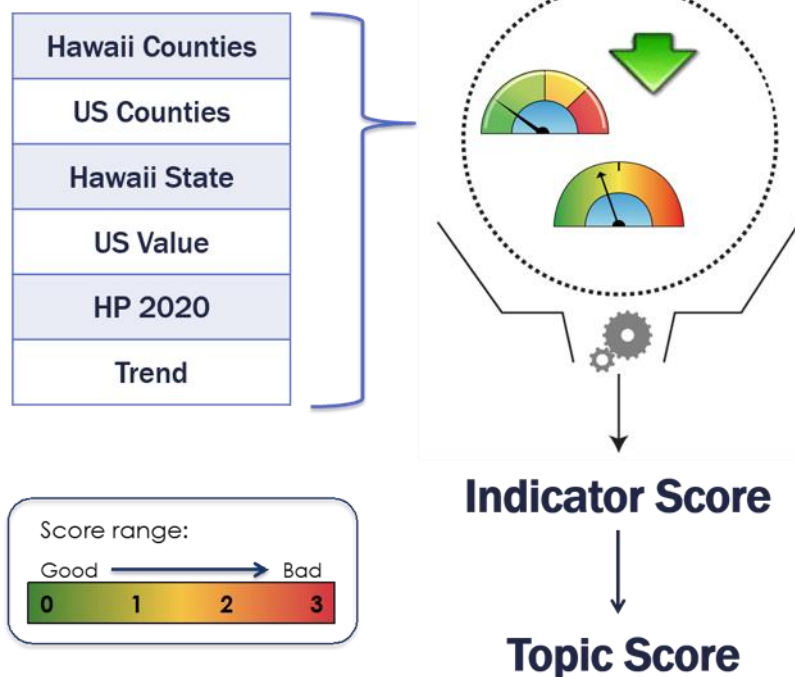 Hawaii Counties
US Counties
Hawaii State
US Value
HP 2020
Trend
Indicator Score
Topic Score
Score range:
Good Bad
0 1 2 3